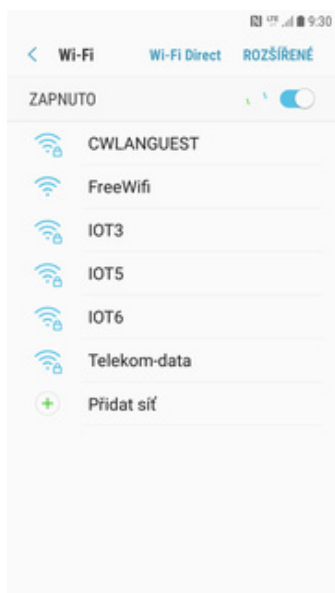 9:30
Wi-Fi Wi-Fi Direct ROZŠÍŘENÉ
ZAPNUTO
CWLANGUEST
FreeWifi
IOT3
IOT5
IOT6
Telekom-data
Přidat síť